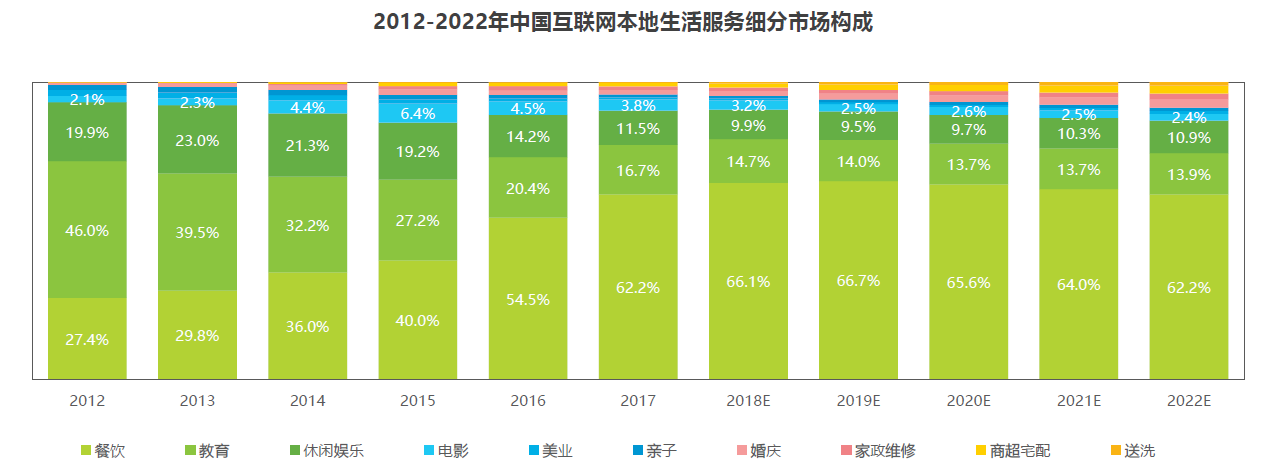 2012-2022年中国互联网本地生活服务细分市场构成
2.1% 2.3% 4.4% 6.4% 4.5% 3.8% 3.2% 2.5% 2.6% 2.5% 2.4%
19.9% 23.0% 21.3% 19.2% 14.2% 11.5% 9.9% 9.5% 9.7% 10.3% 10.9%
46.0% 39.5% 32.2% 27.2% 20.4% 16.7% 14.7% 14.0% 13.7% 13.7% 13.9%
27.4% 29.8% 36.0% 40.0% 54.5% 62.2% 66.1% 66.7% 65.6% 64.0% 62.2%
2012 2013 2014 2015 2016 2017 2018E 2019E 2020E 2021E 2022E
餐饮 教育 休闲娱乐 电影 美业 亲子 婚庆 家政维修 商超宅配 送洗